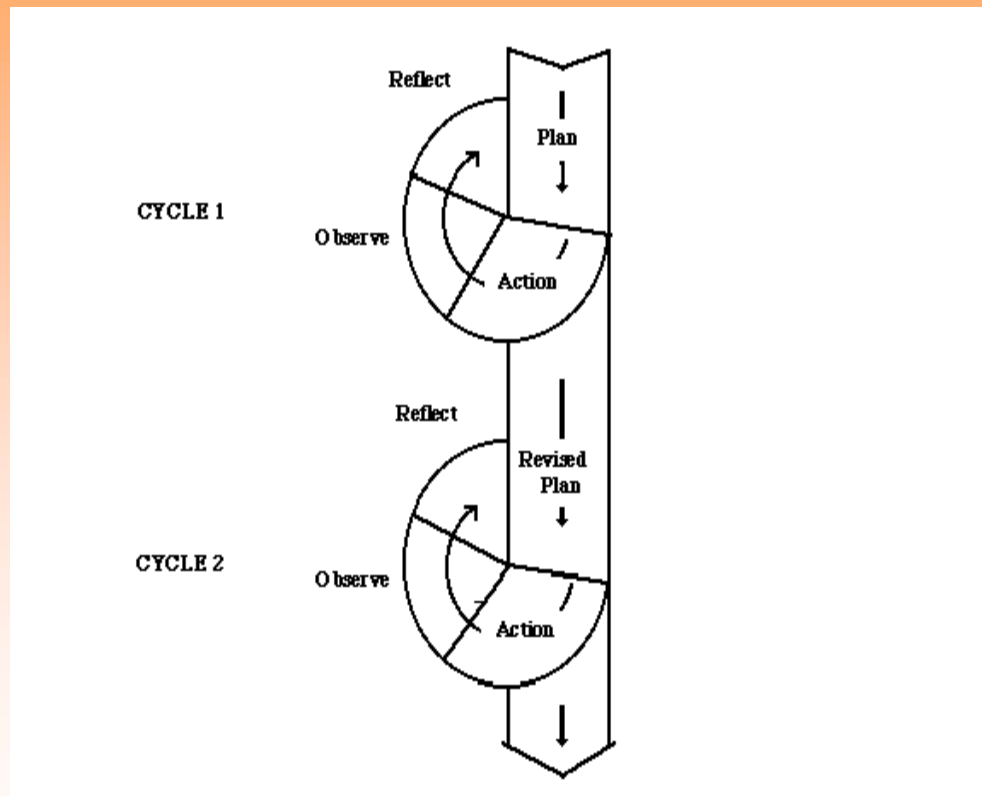 Reflect
Plan
CYCLE 1
Observe
Action
Reflect
Revised
Plan
CYCLE 2
Observe
Action